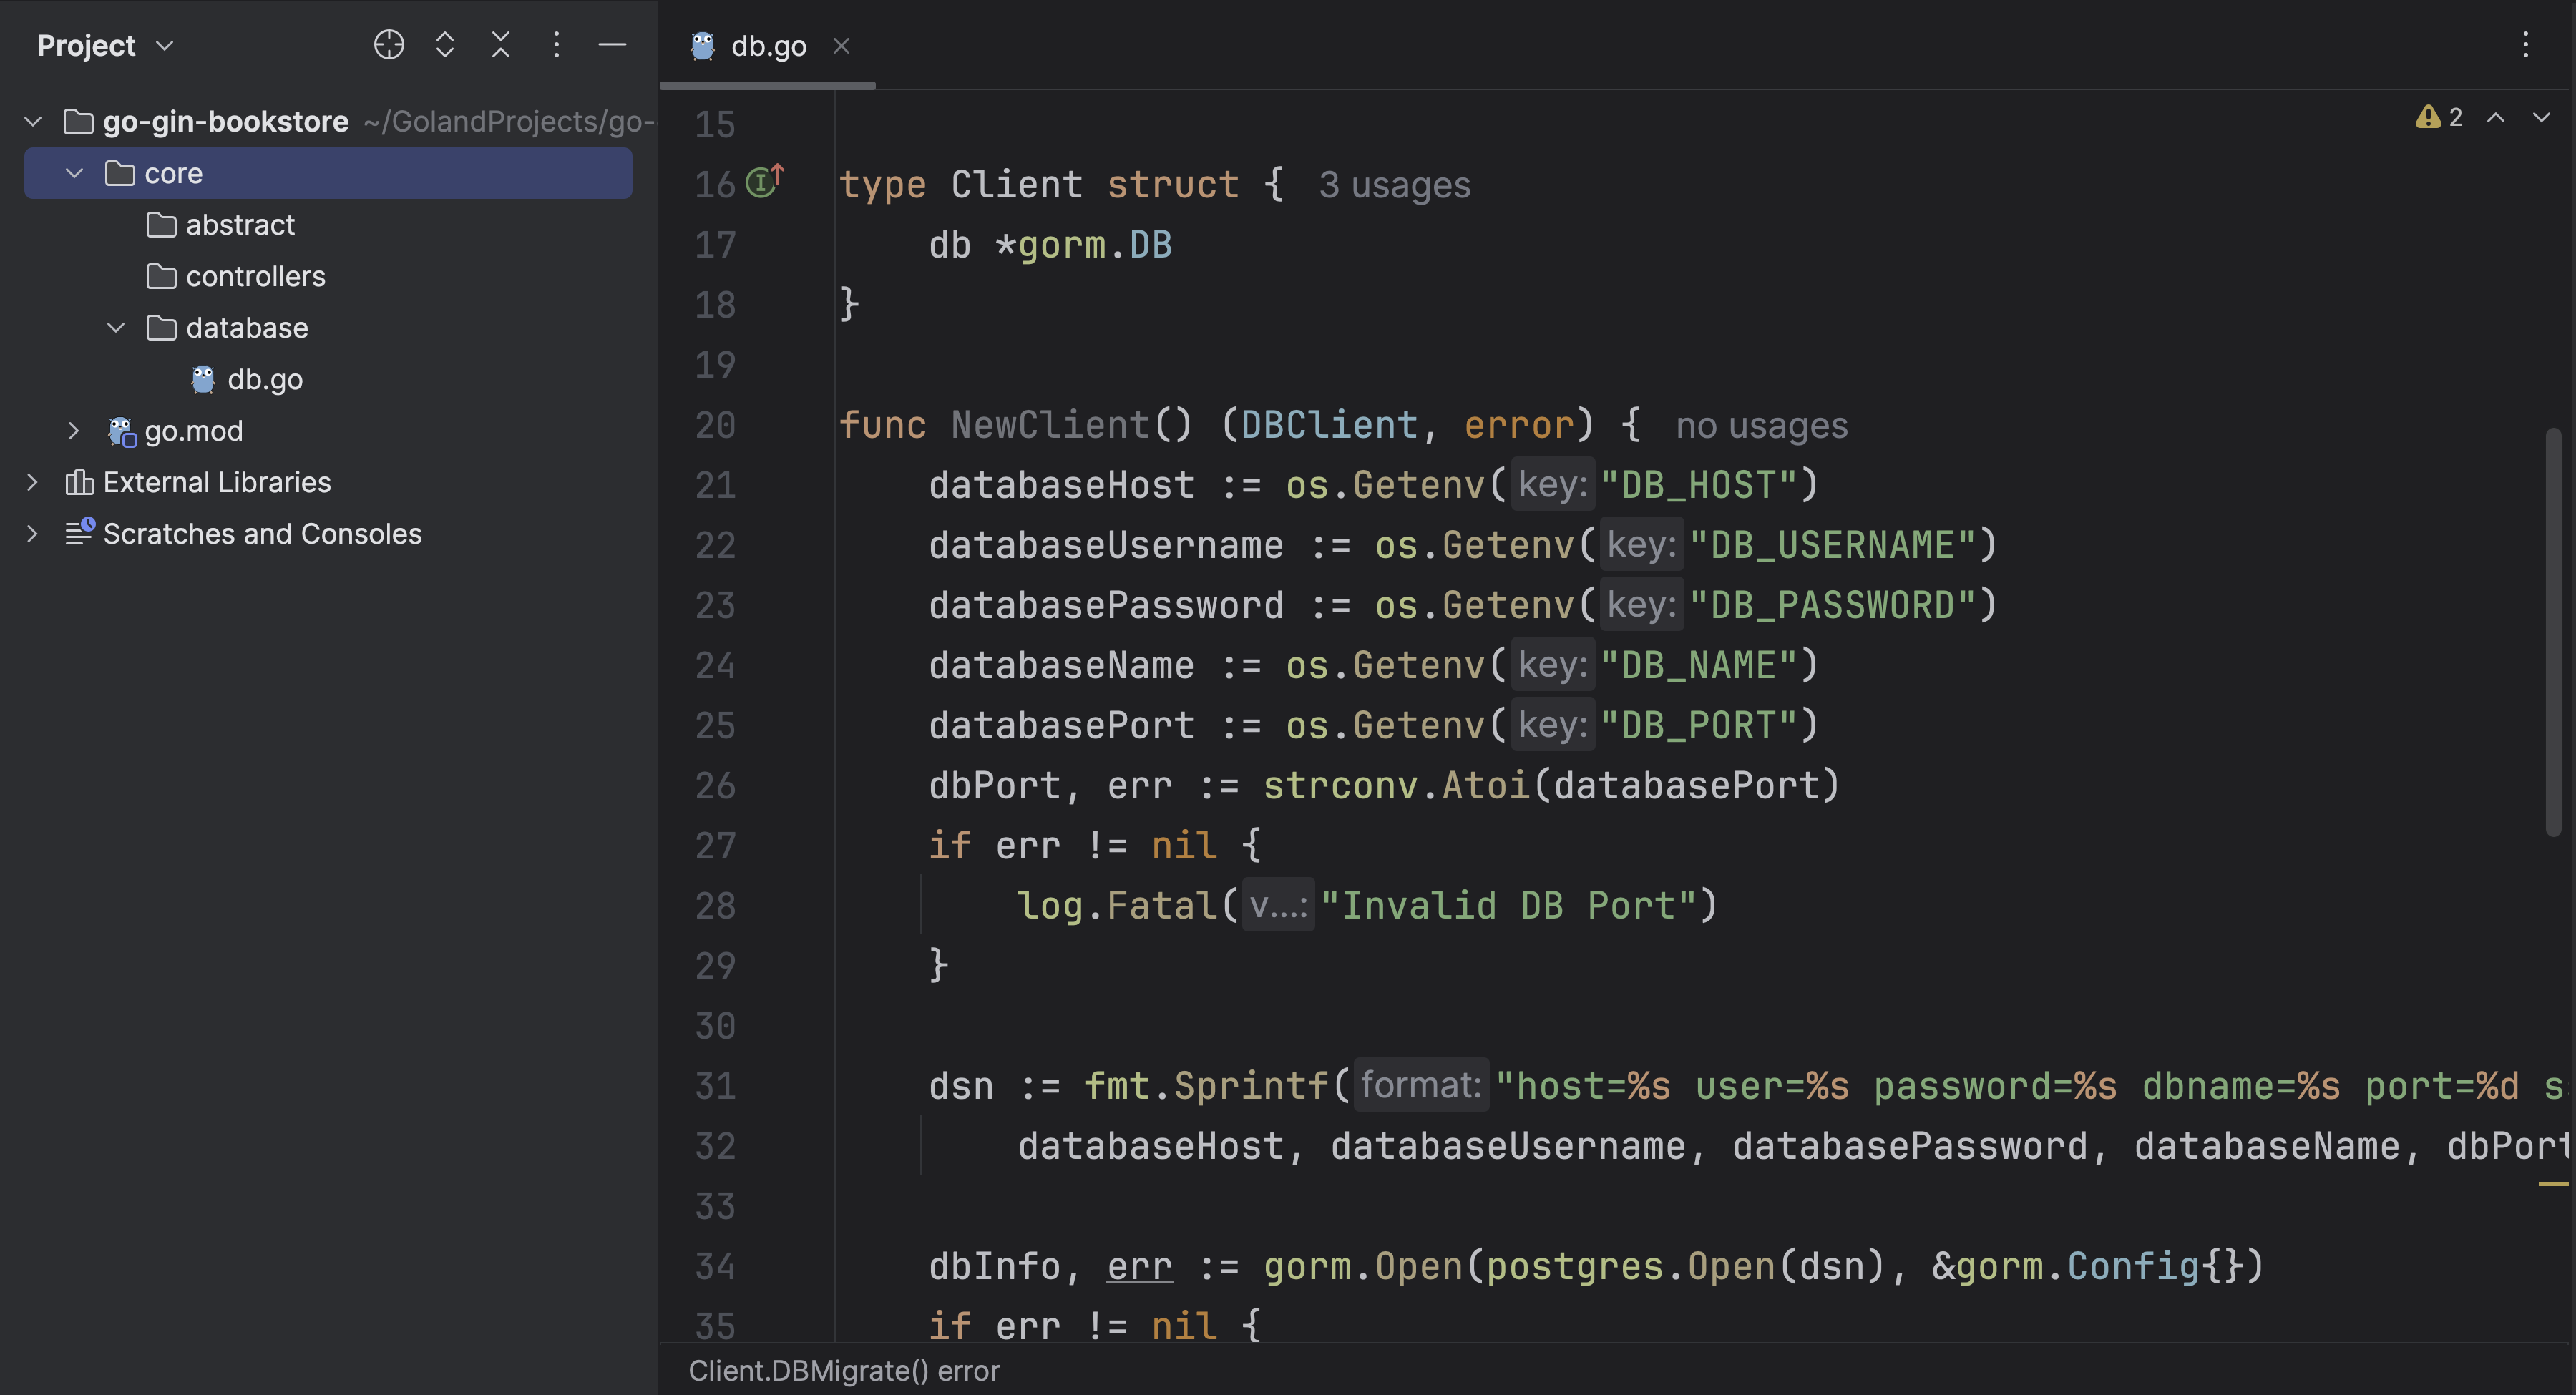 Project
go-gin-bookstore ~/GolandProjects/go-
core
abstract
controllers
database
db.go
go.mod
External Libraries
Scratches and Consoles
db.go
2
15
16 type Client struct { 3 usages
17 db *gorm.DB
18 }
19
20 func NewClient() (DBClient, error) { no usages
21 databaseHost := os.Getenv( key: "DB_HOST")
22 databaseUsername := os.Getenv( key: "DB_USERNAME")
23 databasePassword := os.Getenv( key: "DB_PASSWORD")
24 databaseName := os.Getenv( key: "DB_NAME")
25 databasePort := os.Getenv( key: "DB_PORT")
26 dbPort, err := strconv.Atoi(databasePort)
27 if err != nil {
28 log.Fatal( v...: "Invalid DB Port")
29 }
30
31 dsn := fmt.Sprintf( format: "host=%s user=%s password=%s dbname=%s port=%d s
32 databaseHost, databaseUsername, databasePassword, databaseName, dbPort
33
34 dbInfo, err := gorm.Open(postgres.Open(dsn), &gorm.Config{})
35 if err != nil {
Client.DBMigrate() error